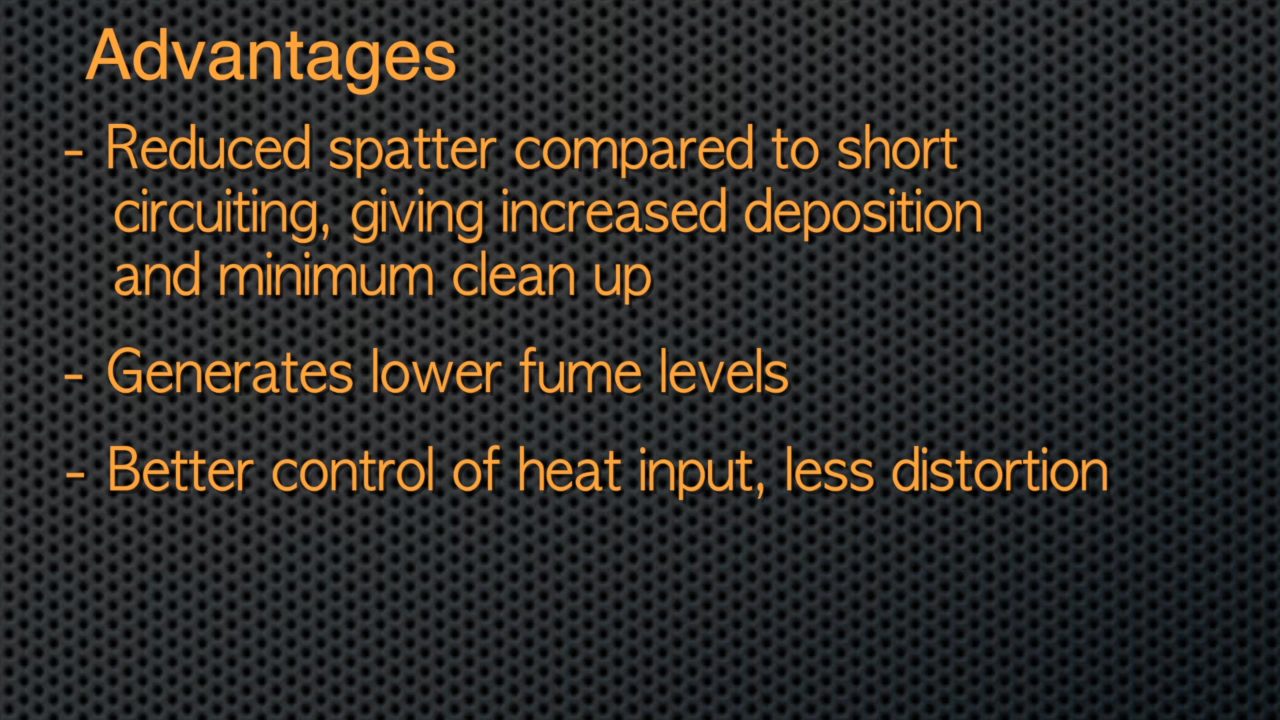 Advantages
- Reduced spatter compared to short
circuiting, giving increased deposition
and minimum clean up
- Generates lower fume levels
- Better control of heat input, less distortion